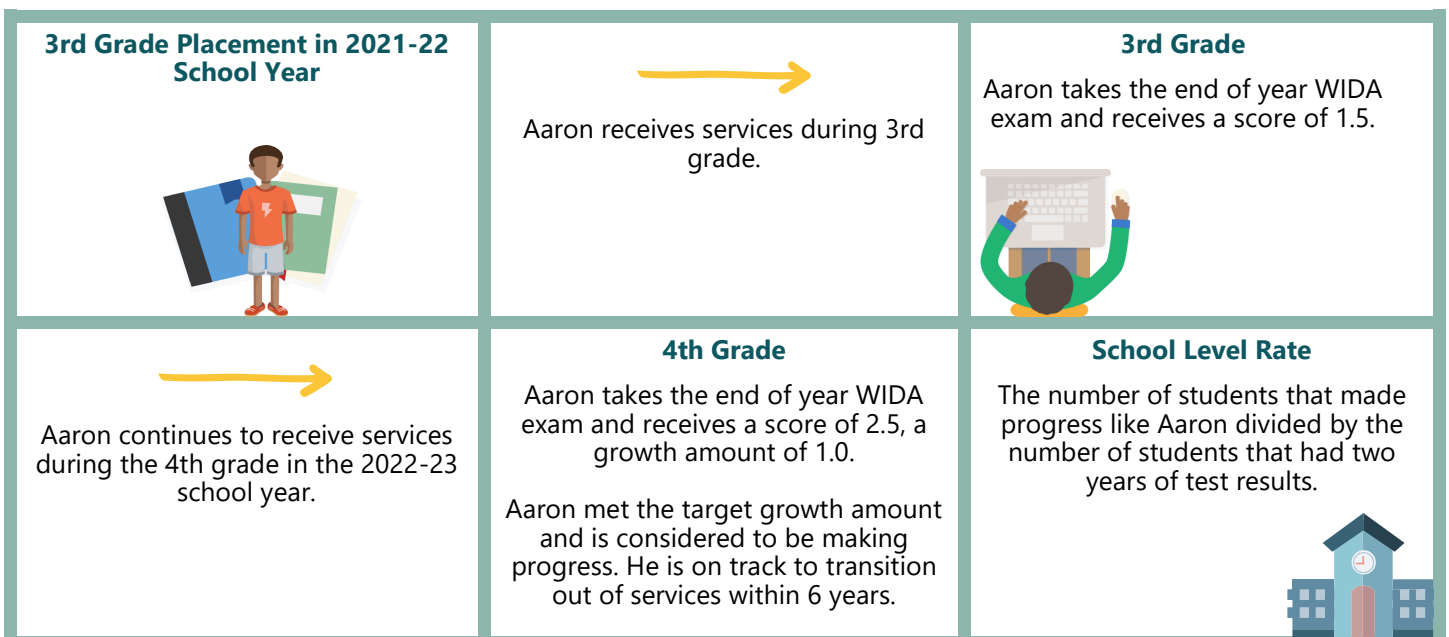 3rd Grade Placement in 2021-22
School Year
Aaron receives services during 3rd
grade.
3rd Grade
Aaron takes the end of year WIDA
exam and receives a score of 1.5.
Aaron continues to receive services
during the 4th grade in the 2022-23
school year.
4th Grade
Aaron takes the end of year WIDA
exam and receives a score of 2.5, a
growth amount of 1.0.
Aaron met the target growth amount
and is considered to be making
progress. He is on track to transition
out of services within 6 years.
School Level Rate
The number of students that made
progress like Aaron divided by the
number of students that had two
years of test results.